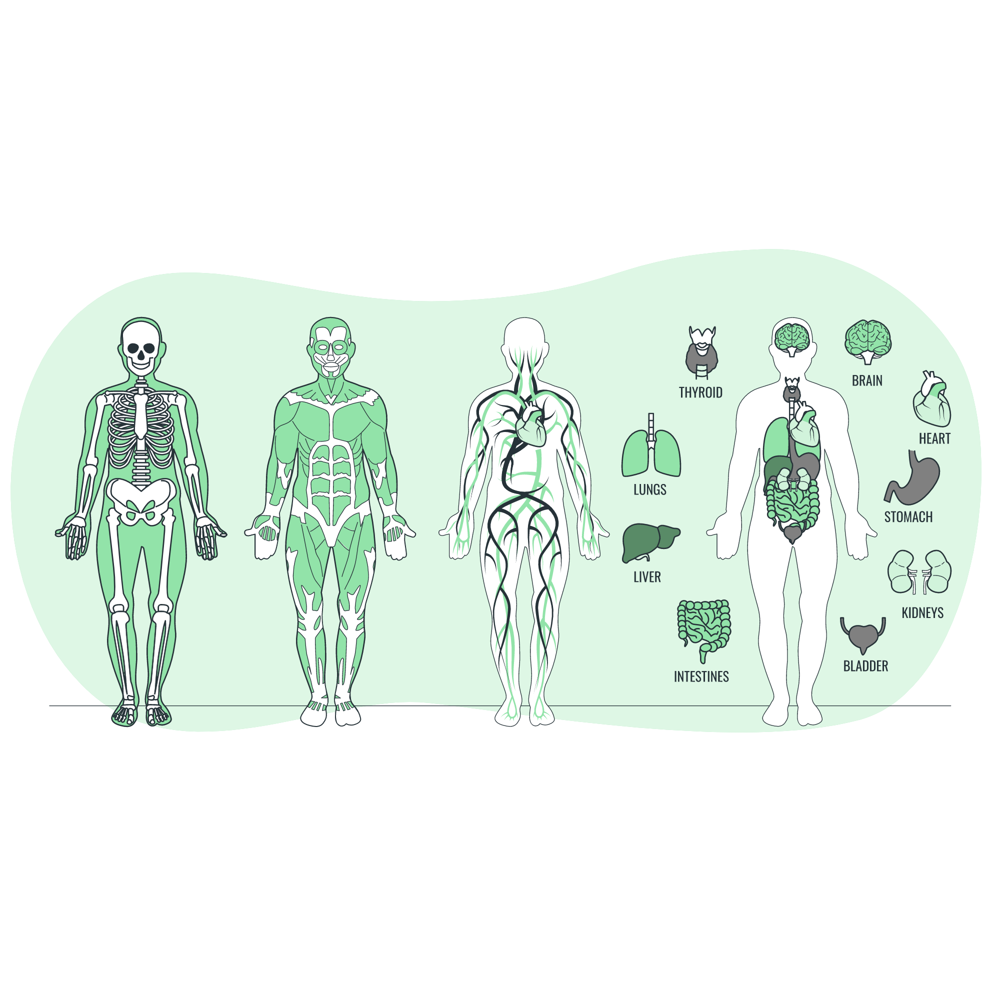 THYROID
BRAIN
HEART
LUNGS
STOMACH
LIVER
KIDNEYS
BLADDER
INTESTINES